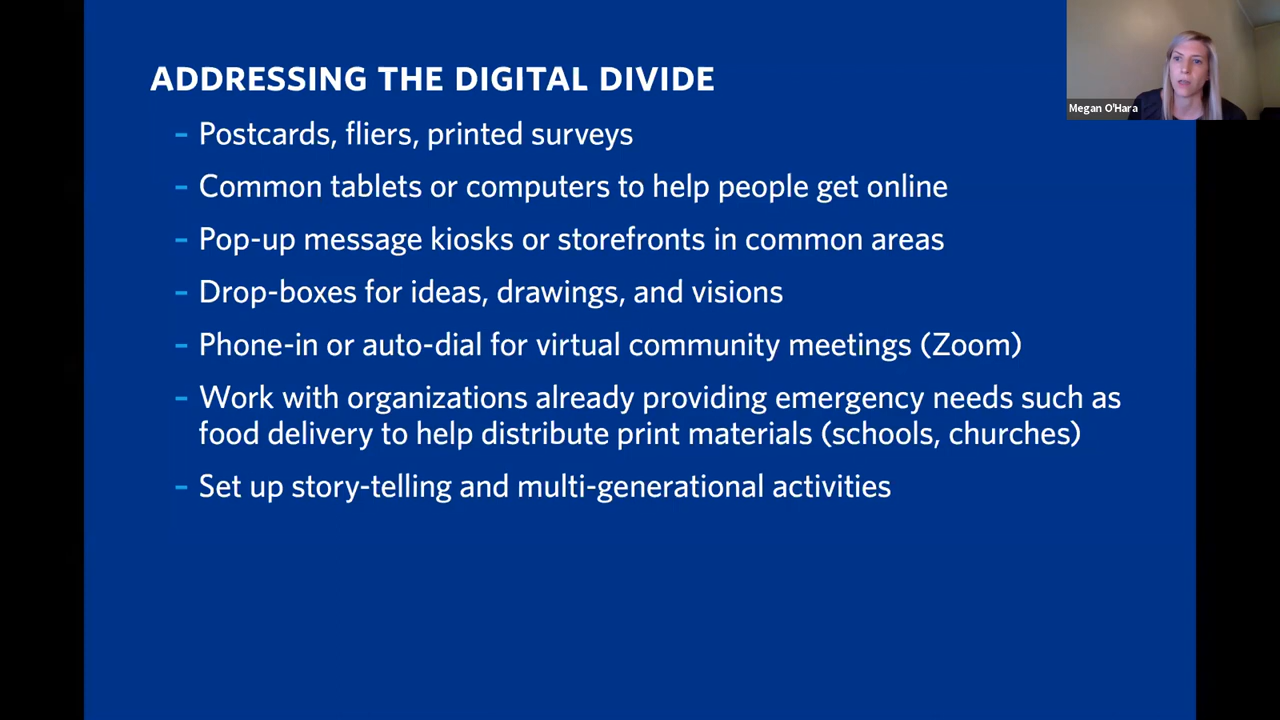 ADDRESSING THE DIGITAL DIVIDE
– Postcards, fliers, printed surveys
– Common tablets or computers to help people get online
– Pop-up message kiosks or storefronts in common areas
– Drop-boxes for ideas, drawings, and visions
– Phone-in or auto-dial for virtual community meetings (Zoom)
– Work with organizations already providing emergency needs such as
food delivery to help distribute print materials (schools, churches)
– Set up story-telling and multi-generational activities
Megan O'Hara